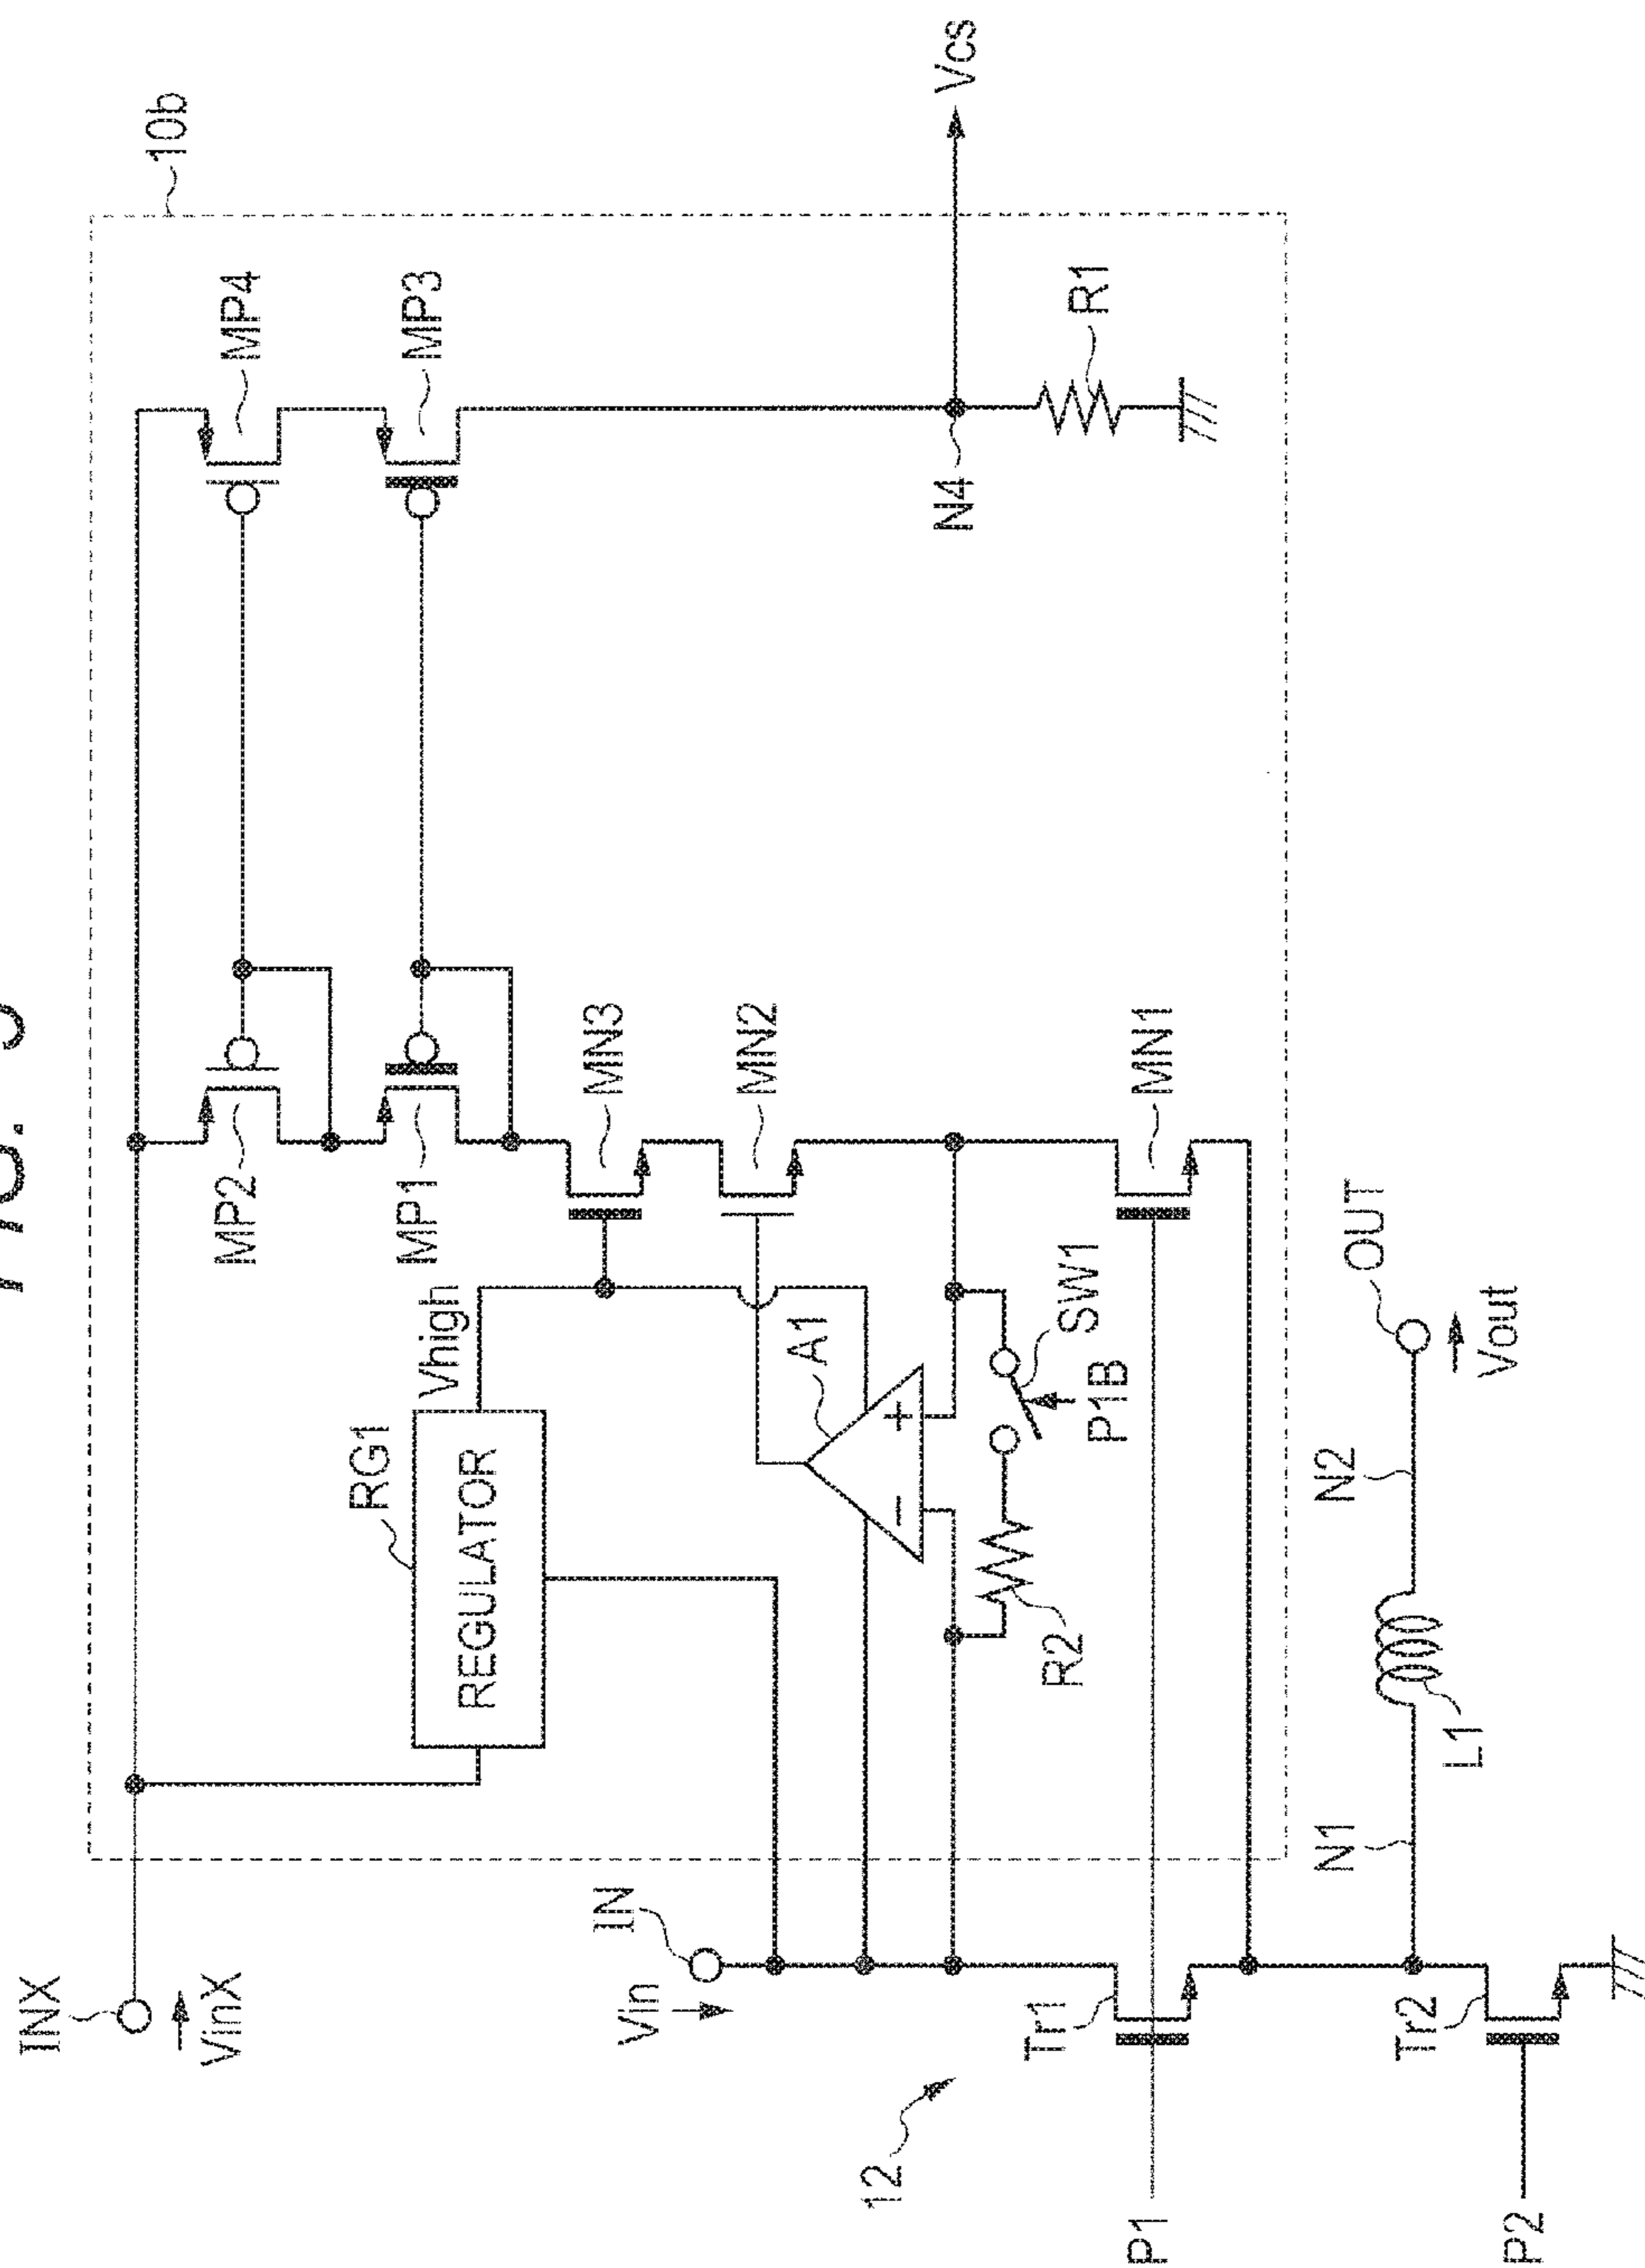 INX
VinX
10b
MP4
MP3
MP2
MP1
MN3
MN2
MN1
Vhigh
RG1
REGULATOR
A1
+
−
SW1
P1B
R2
N4
Vcs
R1
IN
Vin
12
Tr1
P1
Tr2
P2
N1
L1
N2
OUT
Vout